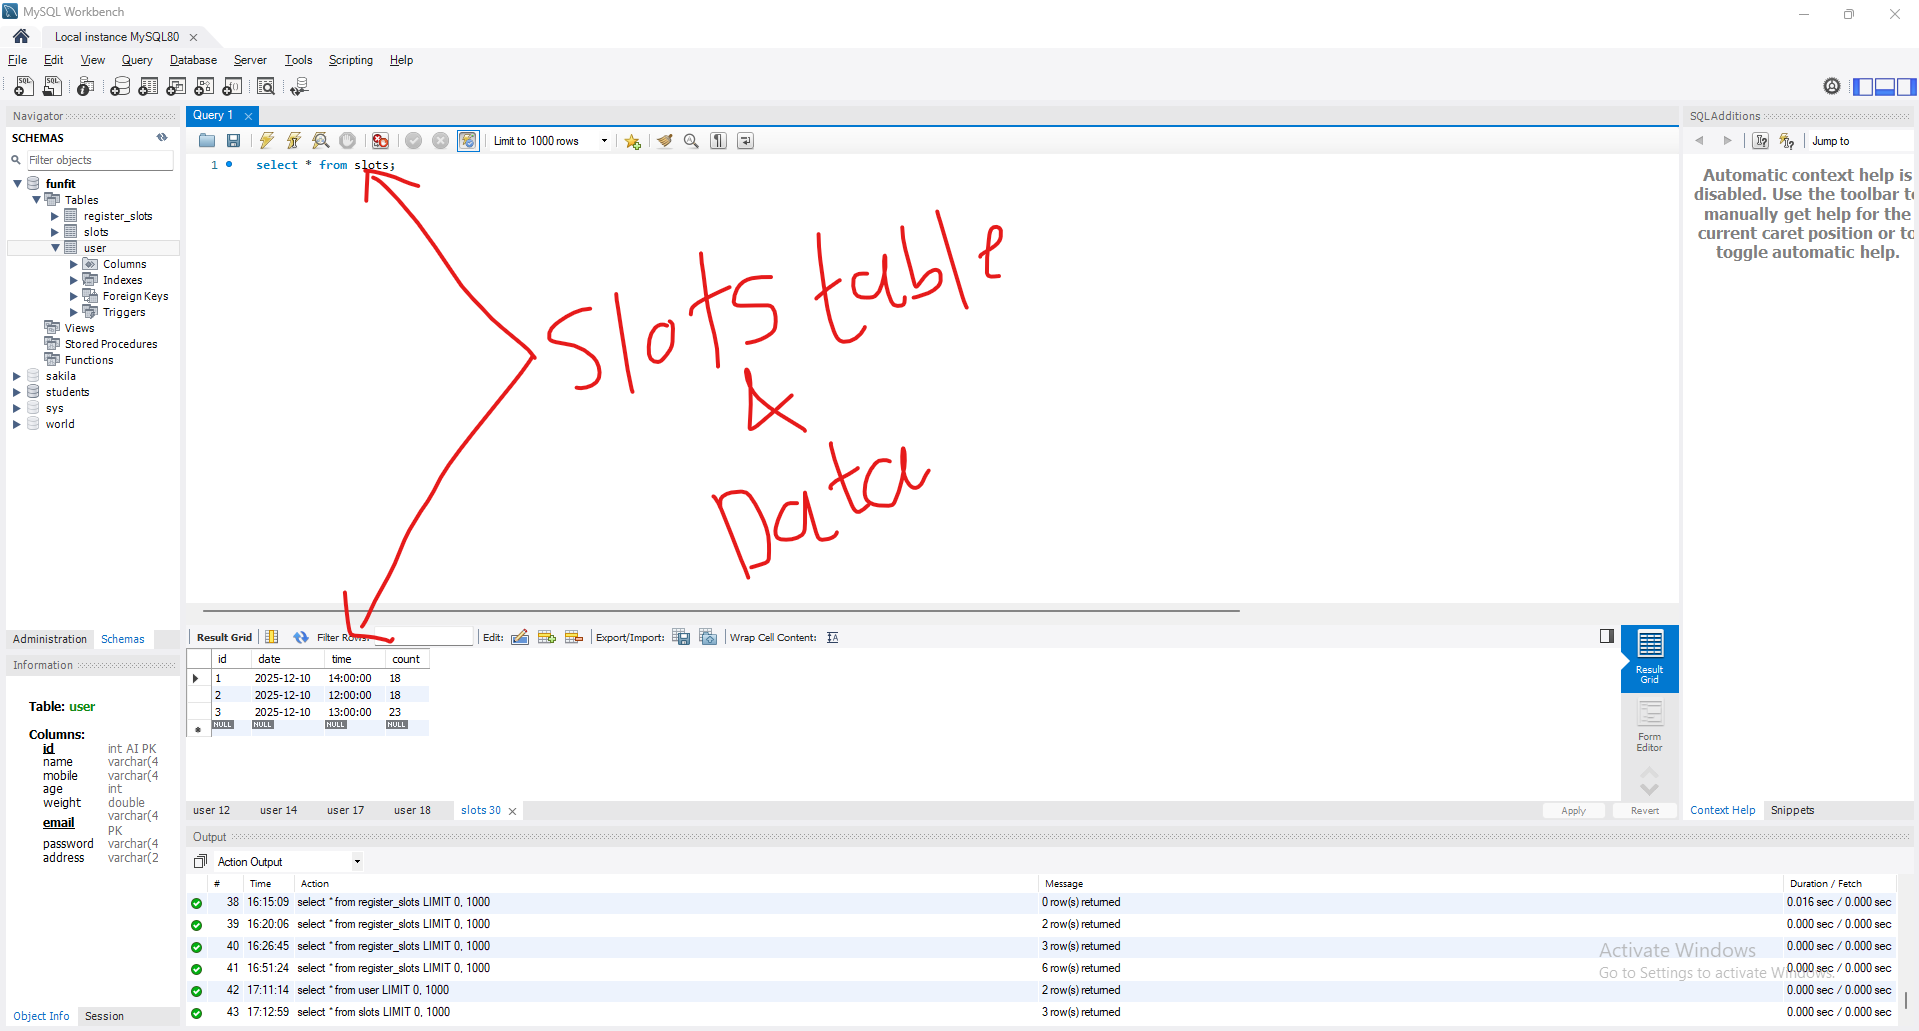 MySQL Workbench
Local instance MySQL80
File Edit View Query Database Server Tools Scripting Help
Navigator
SCHEMAS
Filter objects
funfit
Tables
register_slots
slots
user
Columns
Indexes
Foreign Keys
Triggers
Views
Stored Procedures
Functions
sakila
students
sys
world
Administration Schemas
Information
Table: user
Columns:
id int AI PK
name varchar(4
mobile varchar(4
age int
weight double
email varchar(4
PK
password varchar(4
address varchar(2
Object Info Session
Query 1
Limit to 1000 rows
1 select * from slots;
Slots table
&
Data
Result Grid Filter Rows: Edit: Export/Import: Wrap Cell Content:
id date time count
1 2025-12-10 14:00:00 18
2 2025-12-10 12:00:00 18
3 2025-12-10 13:00:00 23
NULL NULL NULL NULL
Result
Grid
Form
Editor
user 12 user 14 user 17 user 18 slots 30
Apply Revert
Output
Action Output
# Time Action Message Duration / Fetch
38 16:15:09 select * from register_slots LIMIT 0, 1000 0 row(s) returned 0.016 sec / 0.000 sec
39 16:20:06 select * from register_slots LIMIT 0, 1000 2 row(s) returned 0.000 sec / 0.000 sec
40 16:26:45 select * from register_slots LIMIT 0, 1000 3 row(s) returned 0.000 sec / 0.000 sec
41 16:51:24 select * from register_slots LIMIT 0, 1000 6 row(s) returned 0.000 sec / 0.000 sec
42 17:11:14 select * from user LIMIT 0, 1000 2 row(s) returned 0.000 sec / 0.000 sec
43 17:12:59 select * from slots LIMIT 0, 1000 3 row(s) returned 0.000 sec / 0.000 sec
SQLAdditions
Jump to
Automatic context help is
disabled. Use the toolbar to
manually get help for the
current caret position or to
toggle automatic help.
Context Help Snippets
Activate Windows
Go to Settings to activate Windows.